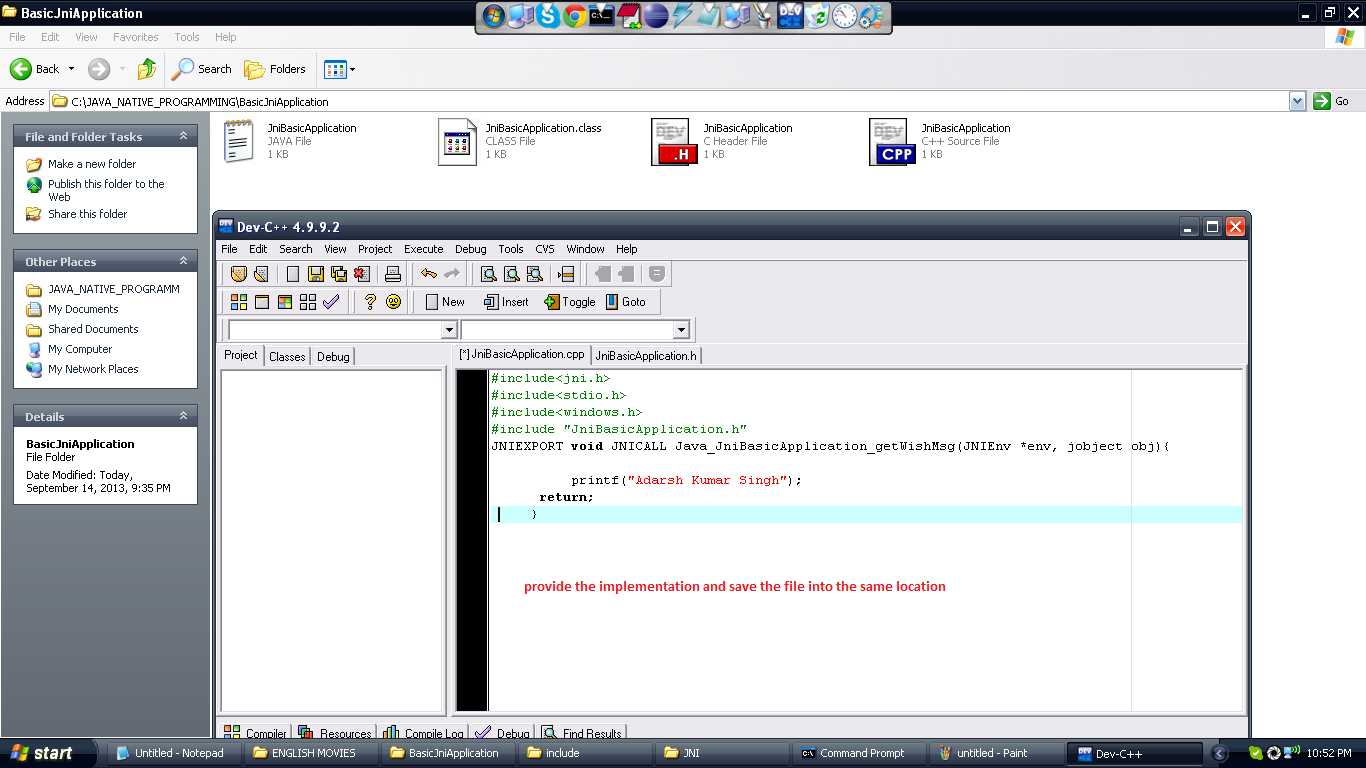 BasicJniApplication
File Edit View Favorites Tools Help
Back Search Folders
Address C:\JAVA_NATIVE_PROGRAMMING\BasicJniApplication Go
File and Folder Tasks
Make a new folder
Publish this folder to the
Web
Share this folder
Other Places
JAVA_NATIVE_PROGRAMM
My Documents
Shared Documents
My Computer
My Network Places
Details
BasicJniApplication
File Folder
Date Modified: Today,
September 14, 2013, 9:35 PM
JniBasicApplication
JAVA File
1 KB
JniBasicApplication.class
CLASS File
1 KB
JniBasicApplication
C Header File
1 KB
.H
JniBasicApplication
C++ Source File
1 KB
CPP
Dev-C++ 4.9.9.2
File Edit Search View Project Execute Debug Tools CVS Window Help
New Insert Toggle Goto
Project Classes Debug
[*] JniBasicApplication.cpp JniBasicApplication.h
#include<jni.h>
#include<stdio.h>
#include<windows.h>
#include "JniBasicApplication.h"
JNIEXPORT void JNICALL Java_JniBasicApplication_getWishMsg(JNIEnv *env, jobject obj){
printf("Adarsh Kumar Singh");
return;
}
provide the implementation and save the file into the same location
Compiler Resources Compile Log Debug Find Results
start Untitled - Notepad ENGLISH MOVIES BasicJniApplication include JNI Command Prompt untitled - Paint Dev-C++ 10:52 PM